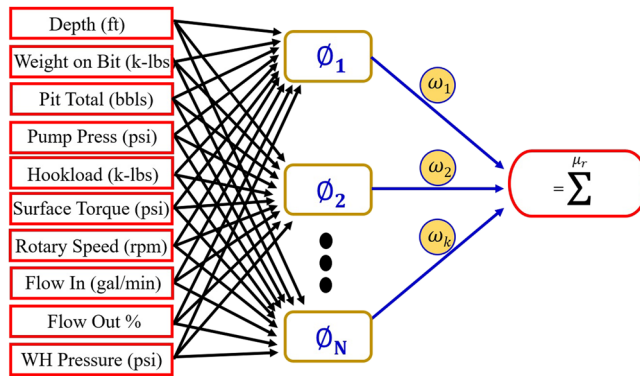 Depth (ft)
Weight on Bit (k-lbs
Pit Total (bbls)
Pump Press (psi)
Hookload (k-lbs)
Surface Torque (psi)
Rotary Speed (rpm)
Flow In (gal/min)
Flow Out %
WH Pressure (psi)
∅₁
∅₂
∅_N
ω₁
ω₂
ωₖ
μᵣ
= ∑